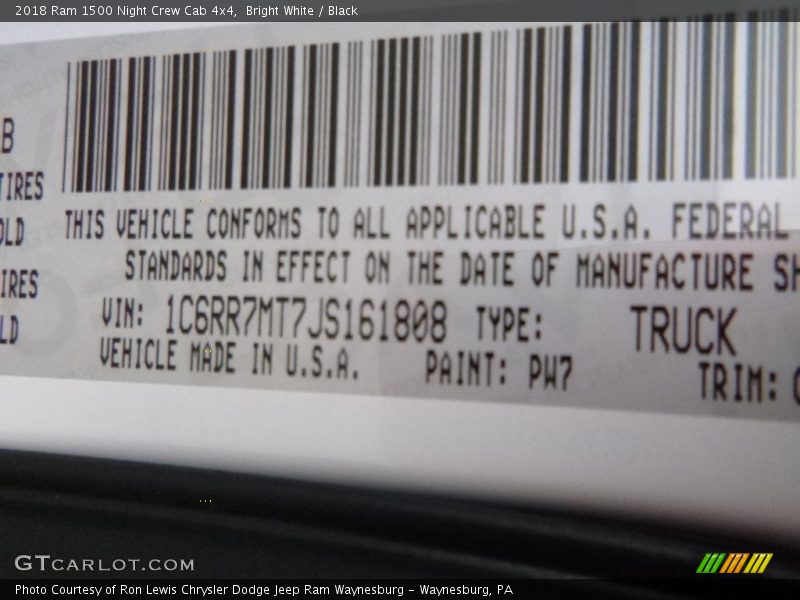 2018 Ram 1500 Night Crew Cab 4x4,  Bright White / Black
B
TIRES
OLD
IRES
LD
THIS VEHICLE CONFORMS TO ALL APPLICABLE U.S.A. FEDERAL
STANDARDS IN EFFECT ON THE DATE OF MANUFACTURE SH
VIN: 1C6RR7MT7JS161808 TYPE: TRUCK
VEHICLE MADE IN U.S.A. PAINT: PW7 TRIM:
GTCARLOT.COM
Photo Courtesy of Ron Lewis Chrysler Dodge Jeep Ram Waynesburg - Waynesburg, PA